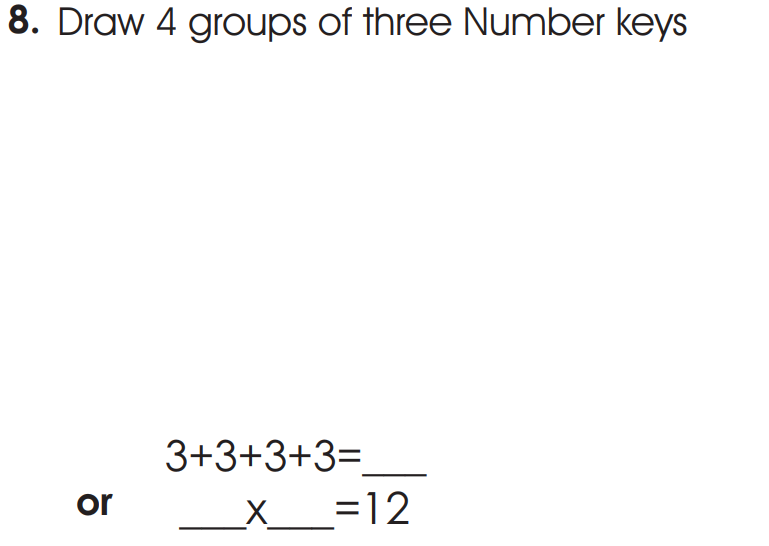 8. Draw 4 groups of three Number keys
3+3+3+3=___
or ___x___=12